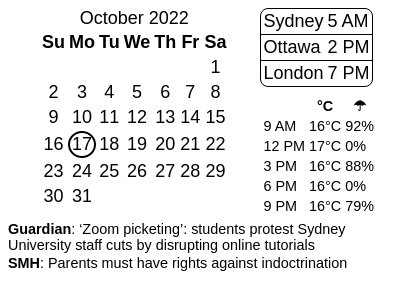 October 2022
Su Mo Tu We Th Fr Sa
1
2 3 4 5 6 7 8
9 10 11 12 13 14 15
16 17 18 19 20 21 22
23 24 25 26 27 28 29
30 31
Sydney 5 AM
Ottawa 2 PM
London 7 PM
°C ☂
9 AM 16°C 92%
12 PM 17°C 0%
3 PM 16°C 88%
6 PM 16°C 0%
9 PM 16°C 79%
Guardian: ‘Zoom picketing’: students protest Sydney
University staff cuts by disrupting online tutorials
SMH: Parents must have rights against indoctrination